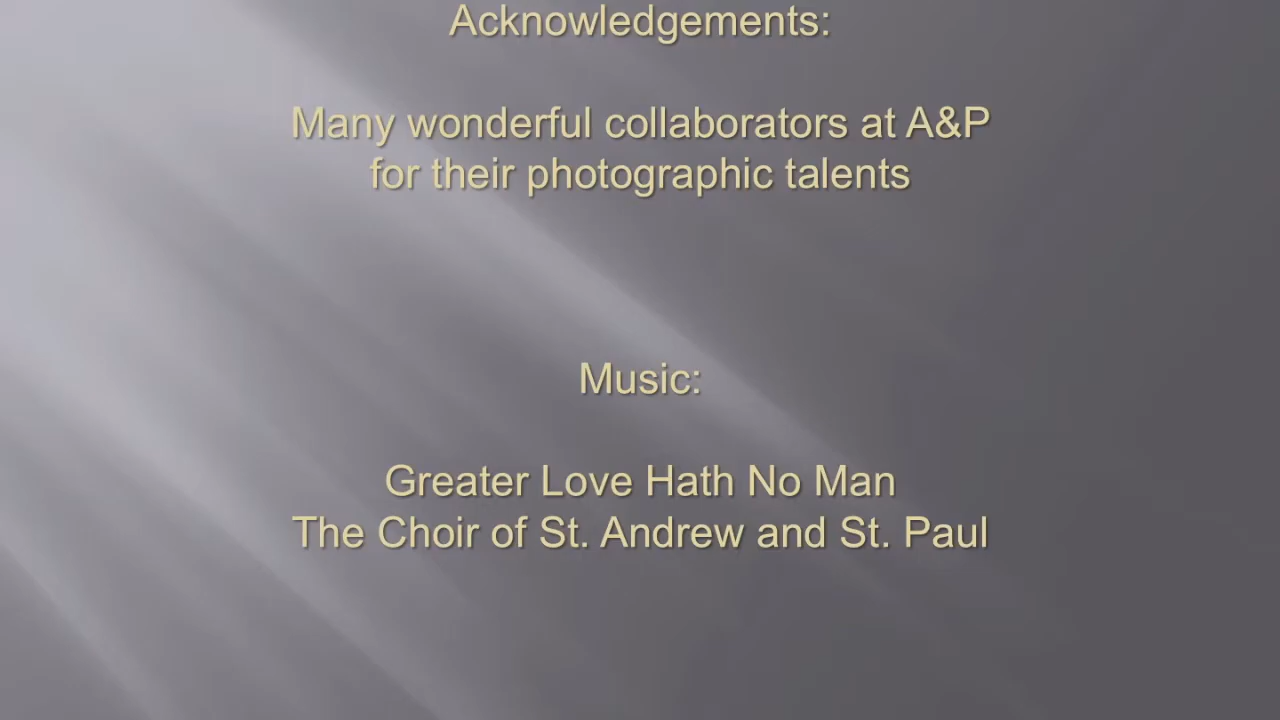 Acknowledgements:
Many wonderful collaborators at A&P
for their photographic talents
Music:
Greater Love Hath No Man
The Choir of St. Andrew and St. Paul